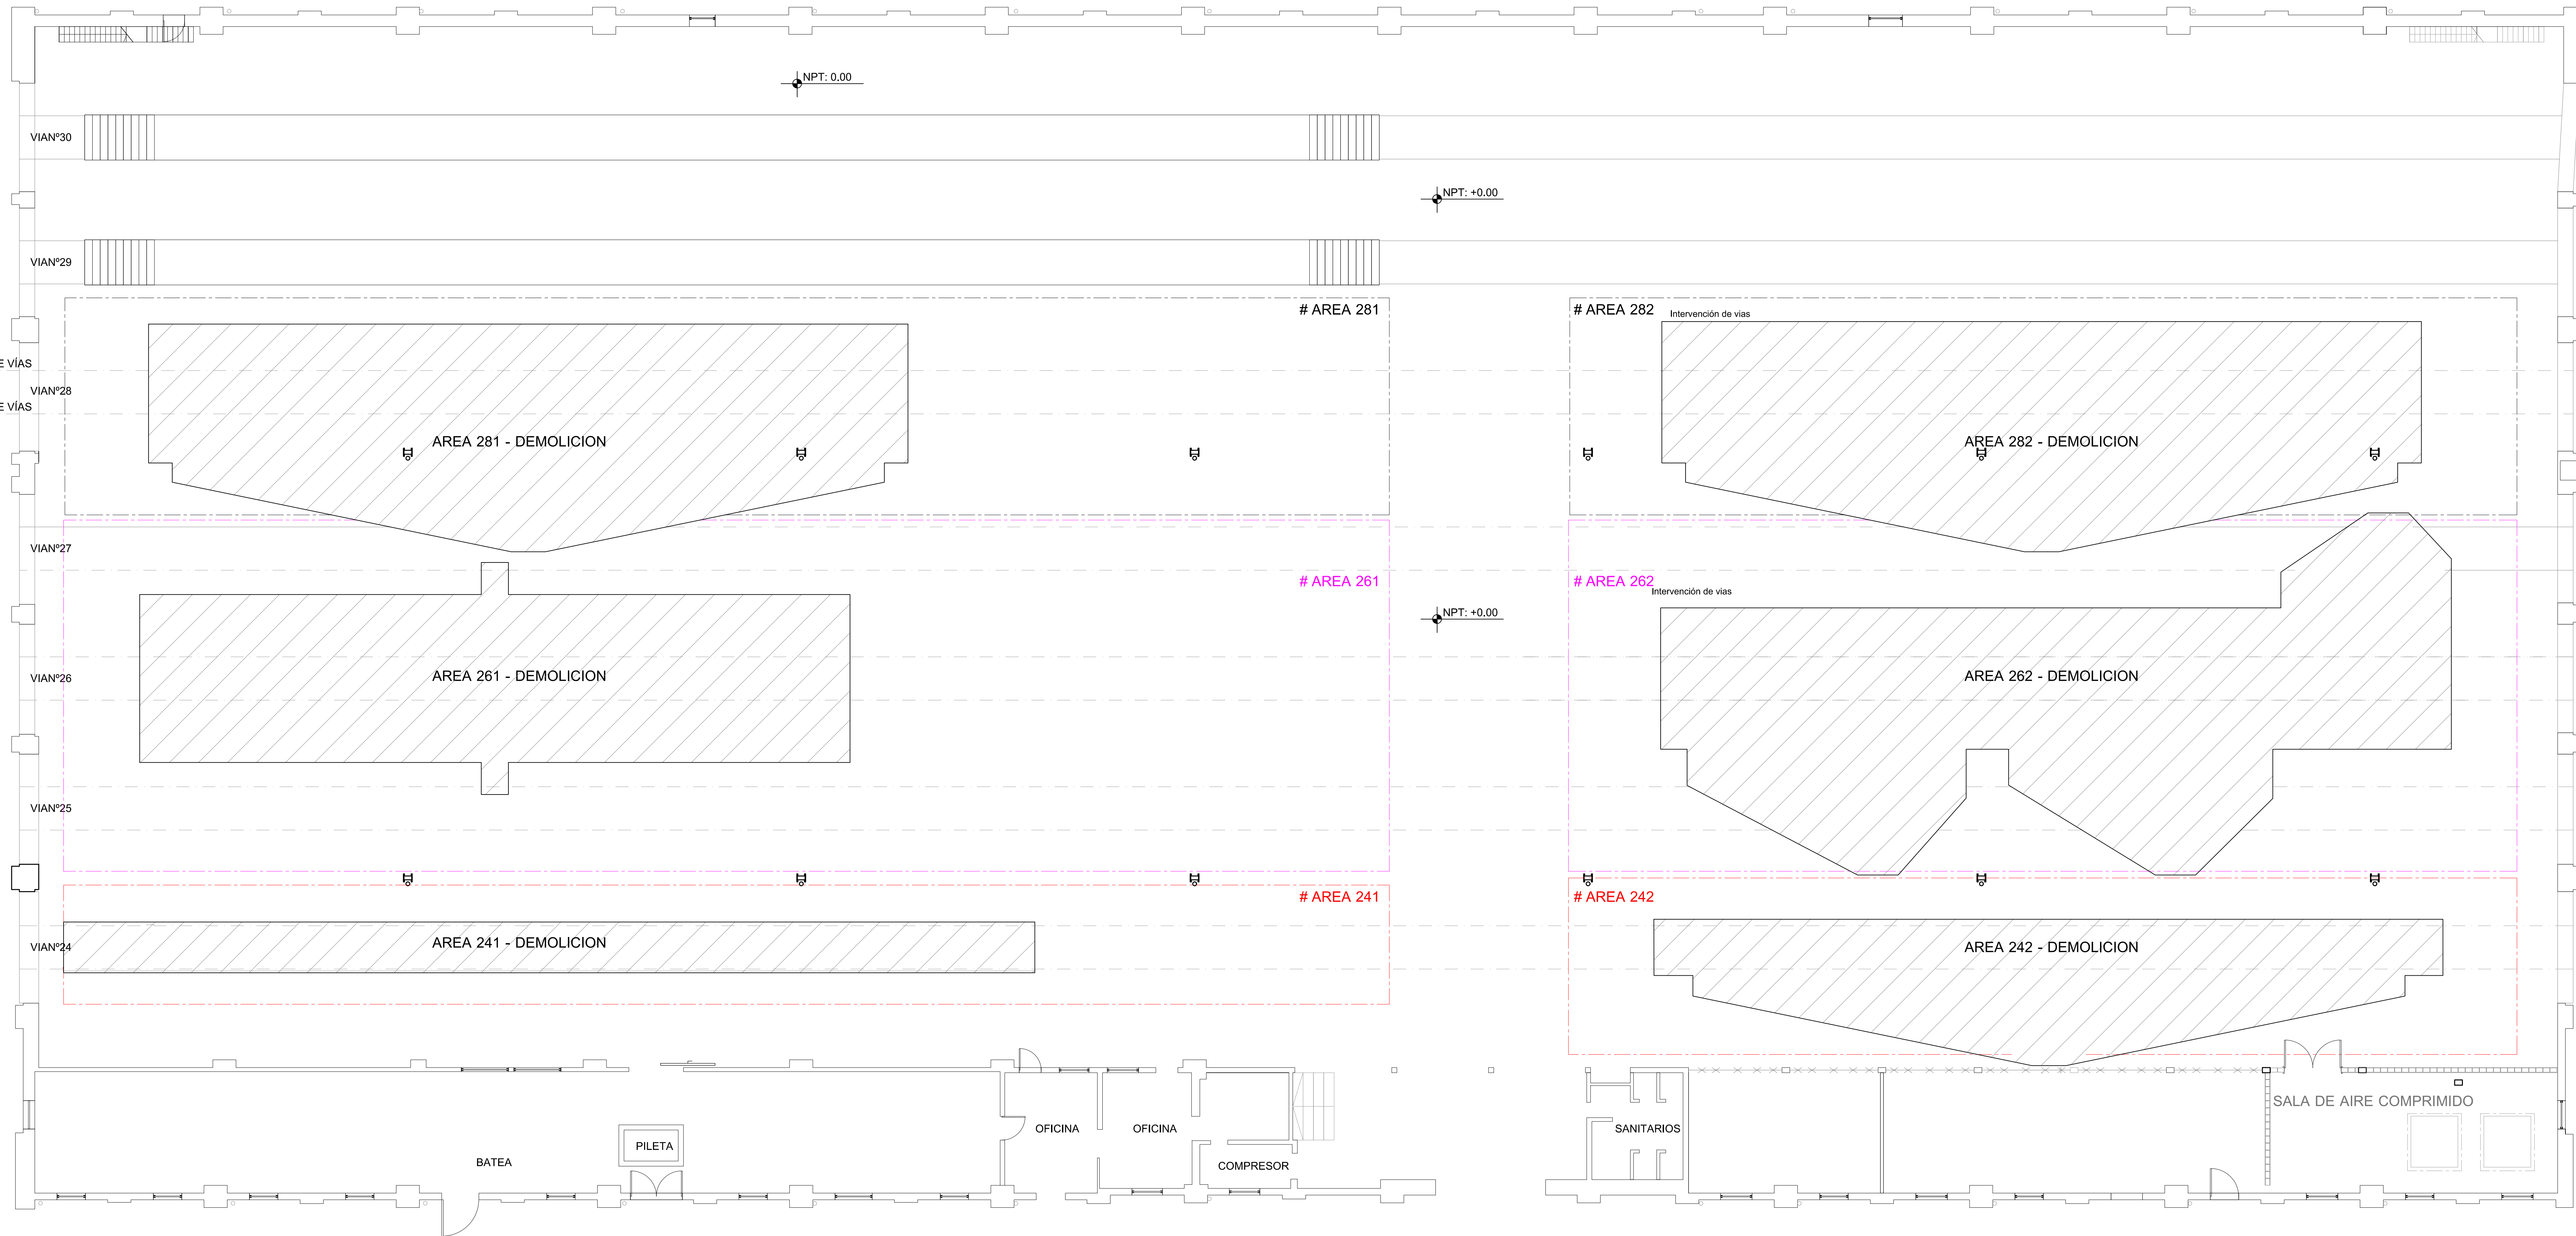 NPT: 0.00
VIANº30
NPT: +0.00
VIANº29
# AREA 281
# AREA 282
Intervención de vias
E VÍAS
VIANº28
E VÍAS
AREA 281 - DEMOLICION
AREA 282 - DEMOLICION
VIANº27
# AREA 261
# AREA 262
Intervención de vias
NPT: +0.00
VIANº26
AREA 261 - DEMOLICION
AREA 262 - DEMOLICION
VIANº25
# AREA 241
# AREA 242
VIANº24
AREA 241 - DEMOLICION
AREA 242 - DEMOLICION
SALA DE AIRE COMPRIMIDO
OFICINA
OFICINA
SANITARIOS
PILETA
BATEA
COMPRESOR